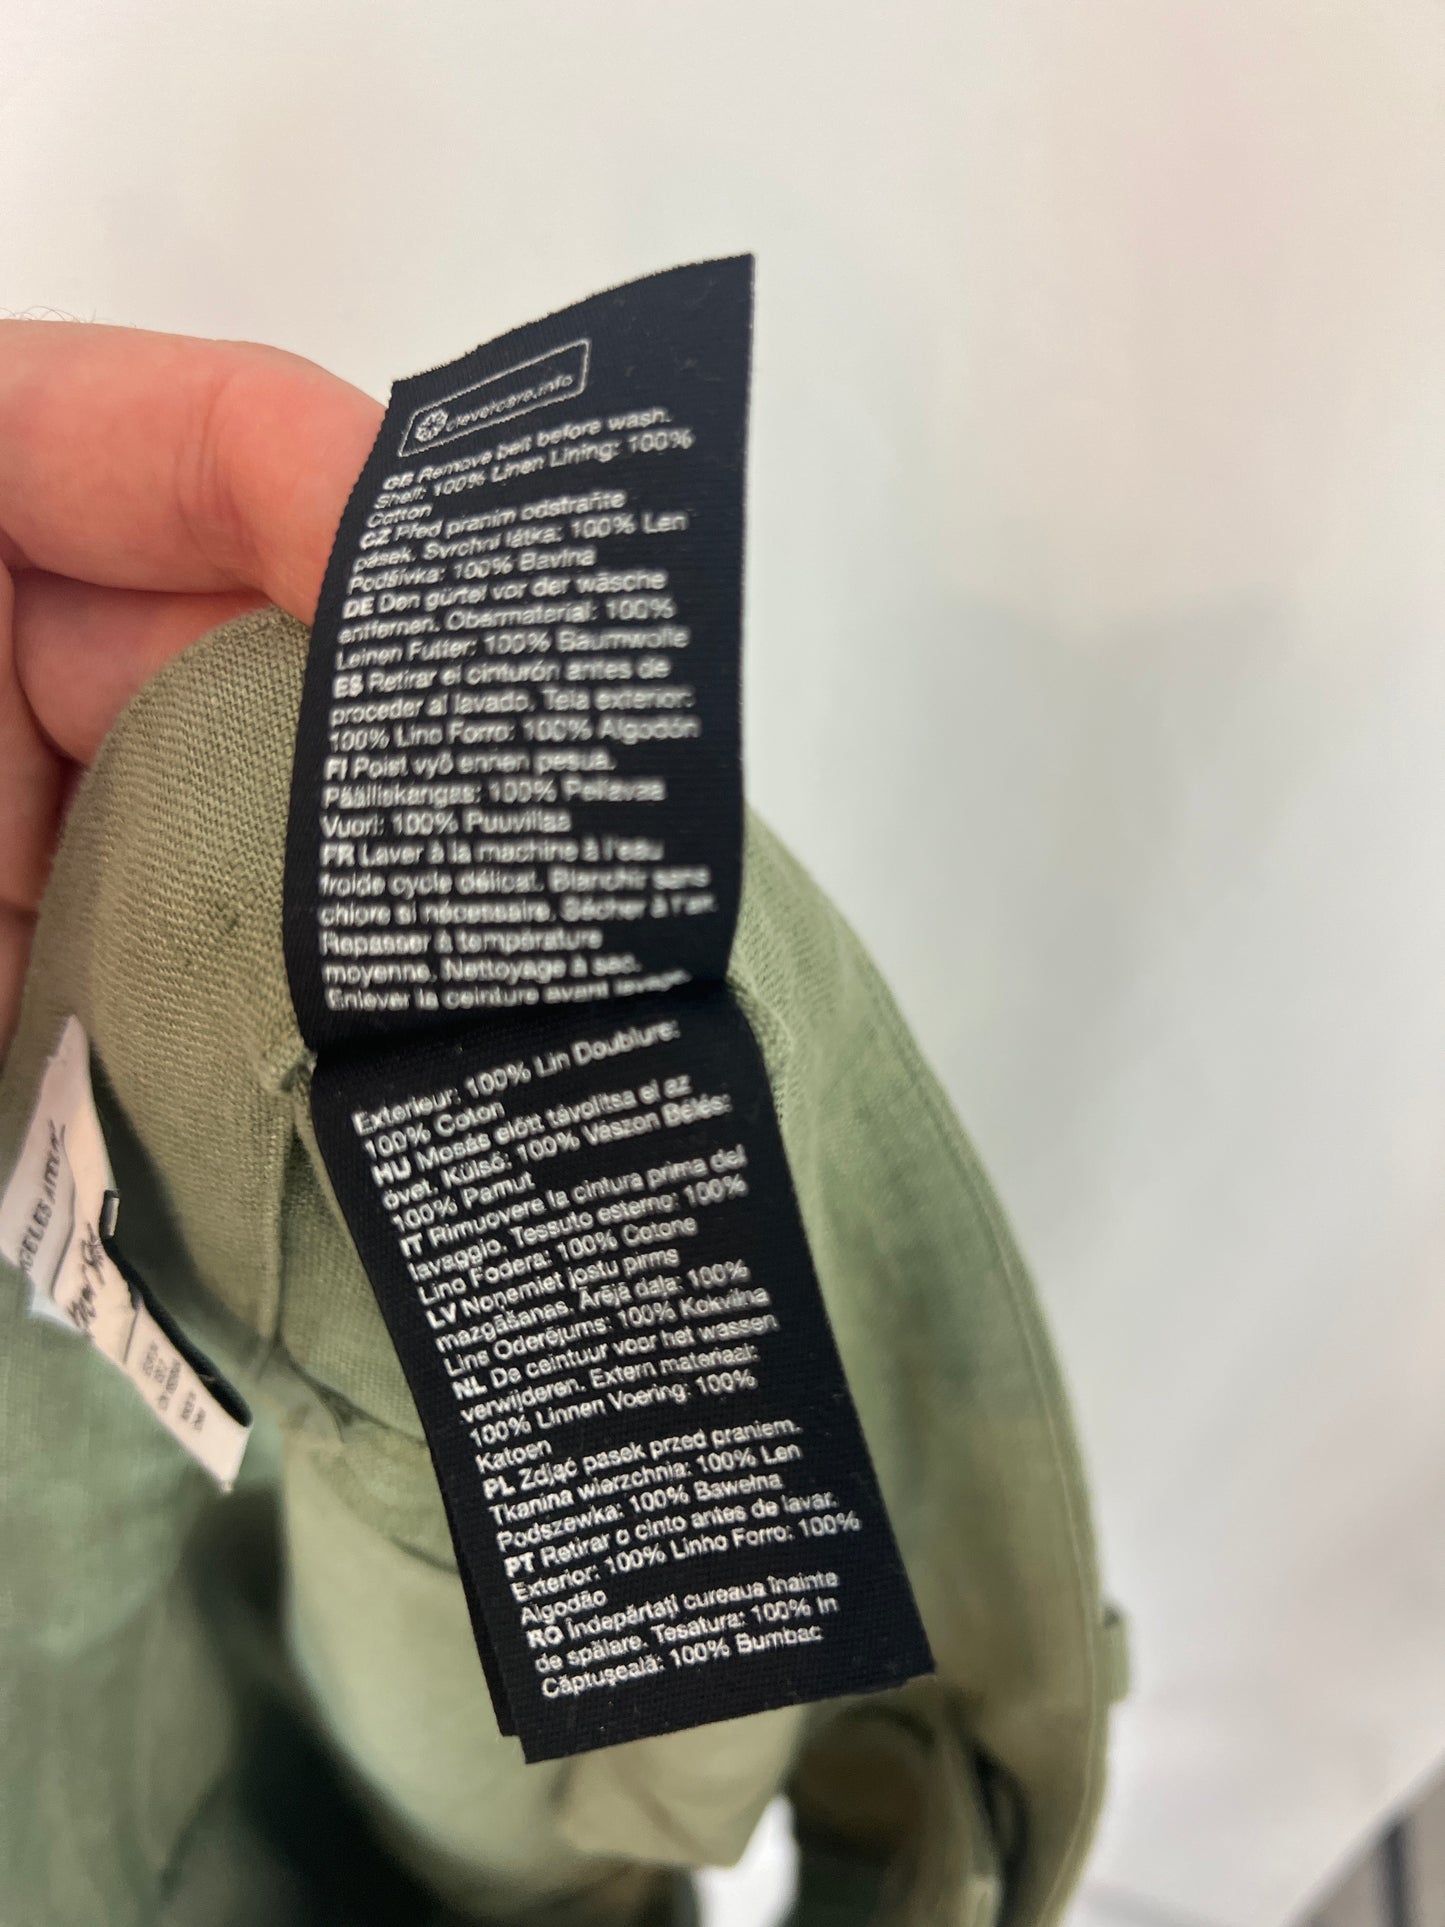 clevercare.info
GB Remove belt before wash.
Shell: 100% Linen Lining: 100%
Cotton
CZ Před praním odstraňte
pásek. Svrchní látka: 100% Len
Podšívka: 100% Bavlna
DE Den gürtel vor der wäsche
entfernen. Obermaterial: 100%
Leinen Futter: 100% Baumwolle
ES Retirar el cinturón antes de
proceder al lavado. Tela exterior:
100% Lino Forro: 100% Algodón
FI Poist vyö ennen pesua.
Päälliskangas: 100% Pellavaa
Vuori: 100% Puuvillaa
FR Laver à la machine à l'eau
froide cycle délicat. Blanchir sans
chlore si nécessaire. Sécher à l'air.
Repasser à température
moyenne. Nettoyage à sec.
Enlever la ceinture avant lavage
Exterieur: 100% Lin Doublure:
100% Coton
HU Mosás előtt távolítsa el az
övet. Külső: 100% Vászon Bélés:
100% Pamut
IT Rimuovere la cintura prima del
lavaggio. Tessuto esterno: 100%
Lino Fodera: 100% Cotone
LV Noņemiet jostu pirms
mazgāšanas. Ārējā daļa: 100%
Lins Oderējums: 100% Kokvilna
NL De ceintuur voor het wassen
verwijderen. Extern materiaal:
100% Linnen Voering: 100%
Katoen
PL Zdjąć pasek przed praniem.
Tkanina wierzchnia: 100% Len
Podszewka: 100% Bawełna
PT Retirar o cinto antes de lavar.
Exterior: 100% Linho Forro: 100%
Algodão
RO Îndepărtați cureaua înainte
de spălare. Tesatura: 100% In
Căptușeală: 100% Bumbac